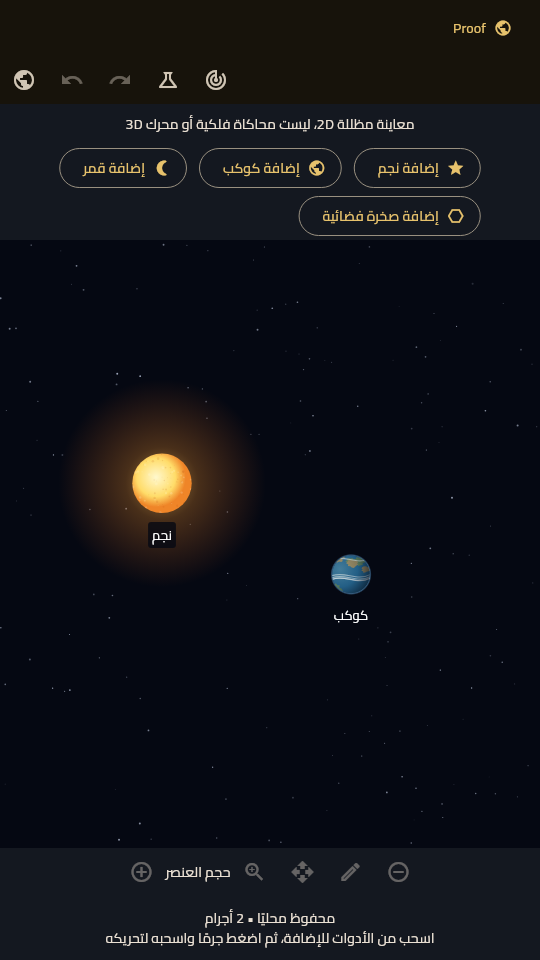 Proof
معاينة مظللة 2D، ليست محاكاة فلكية أو محرك 3D
إضافة نجم
إضافة كوكب
إضافة قمر
إضافة صخرة فضائية
نجم
كوكب
حجم العنصر
محفوظ محليًا • 2 أجرام
اسحب من الأدوات للإضافة، ثم اضغط جرمًا واسحبه لتحريكه